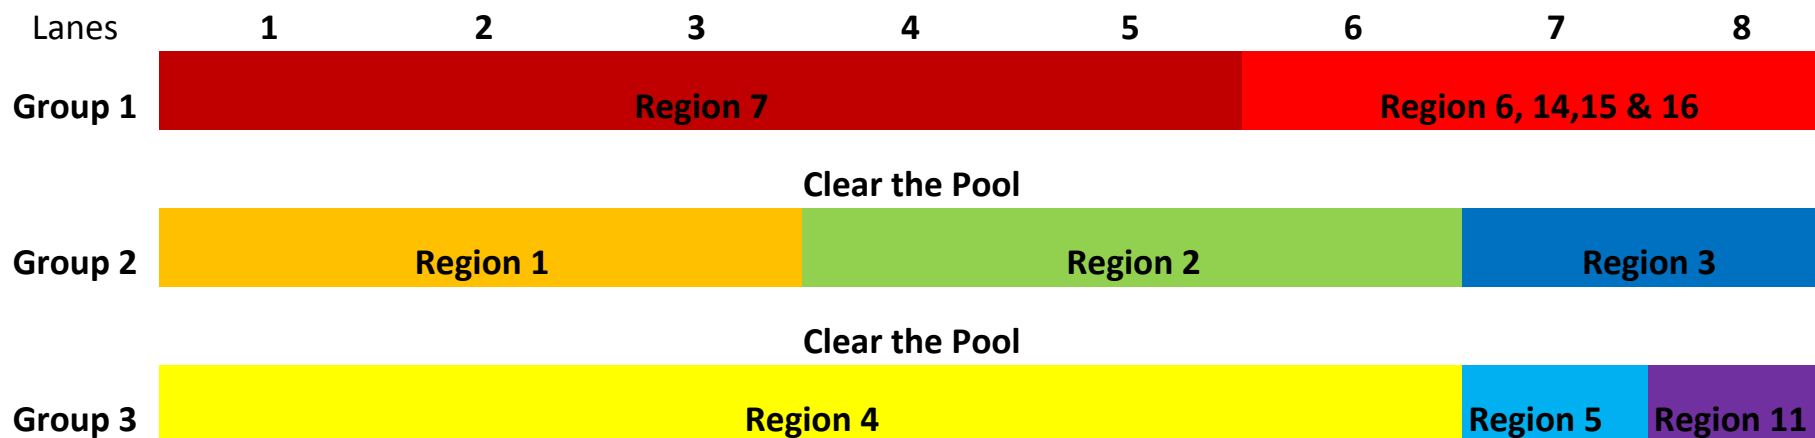 Lanes 1 2 3 4 5 6 7 8
Group 1 Region 7 Region 6, 14,15 & 16
Clear the Pool
Group 2 Region 1 Region 2 Region 3
Clear the Pool
Group 3 Region 4 Region 5 Region 11